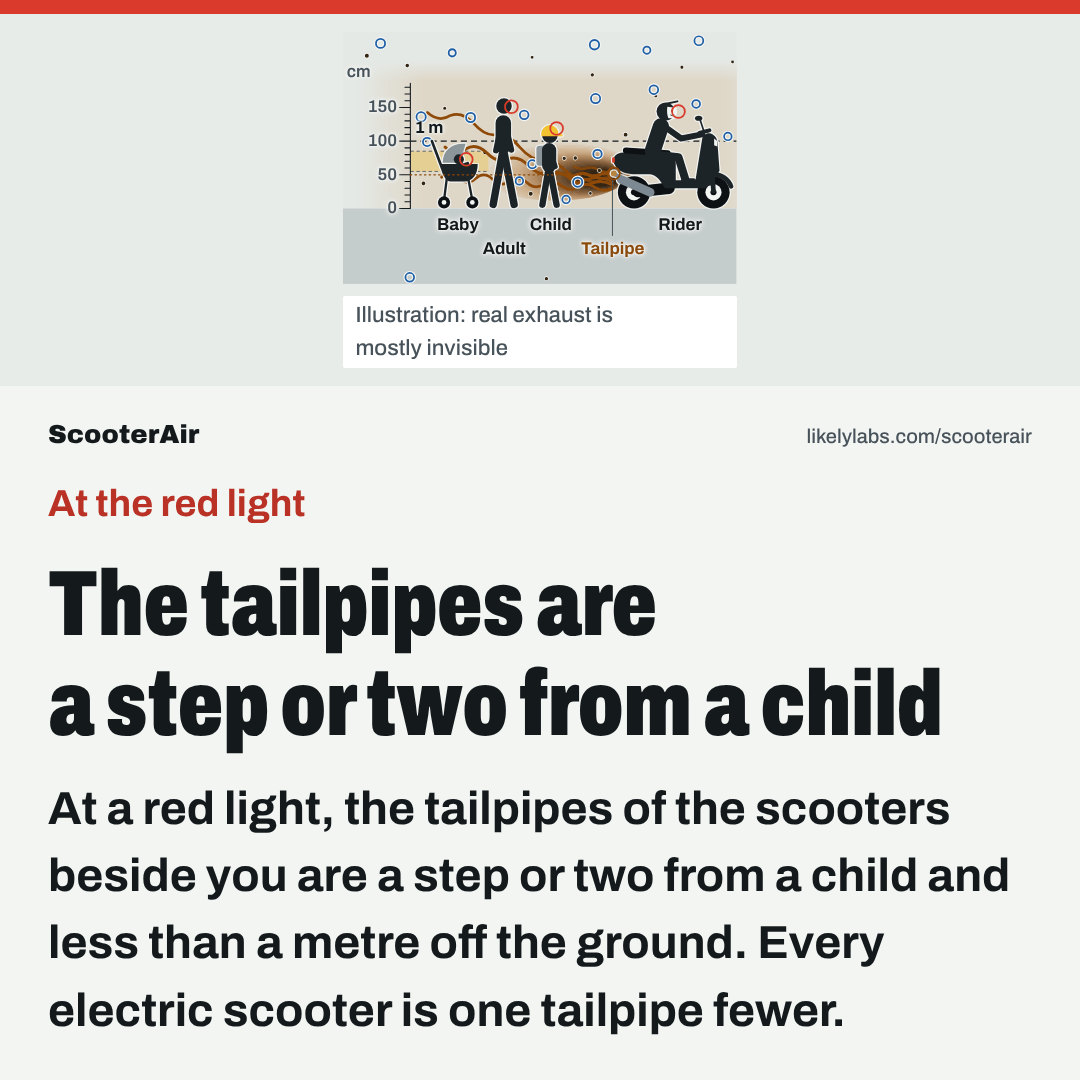 cm
150
1 m
100
50
0
Baby
Child
Rider
Adult
Tailpipe
Illustration: real exhaust is
mostly invisible
ScooterAir
likelylabs.com/scooterair
At the red light
The tailpipes are
a step or two from a child
At a red light, the tailpipes of the scooters
beside you are a step or two from a child and
less than a metre off the ground. Every
electric scooter is one tailpipe fewer.